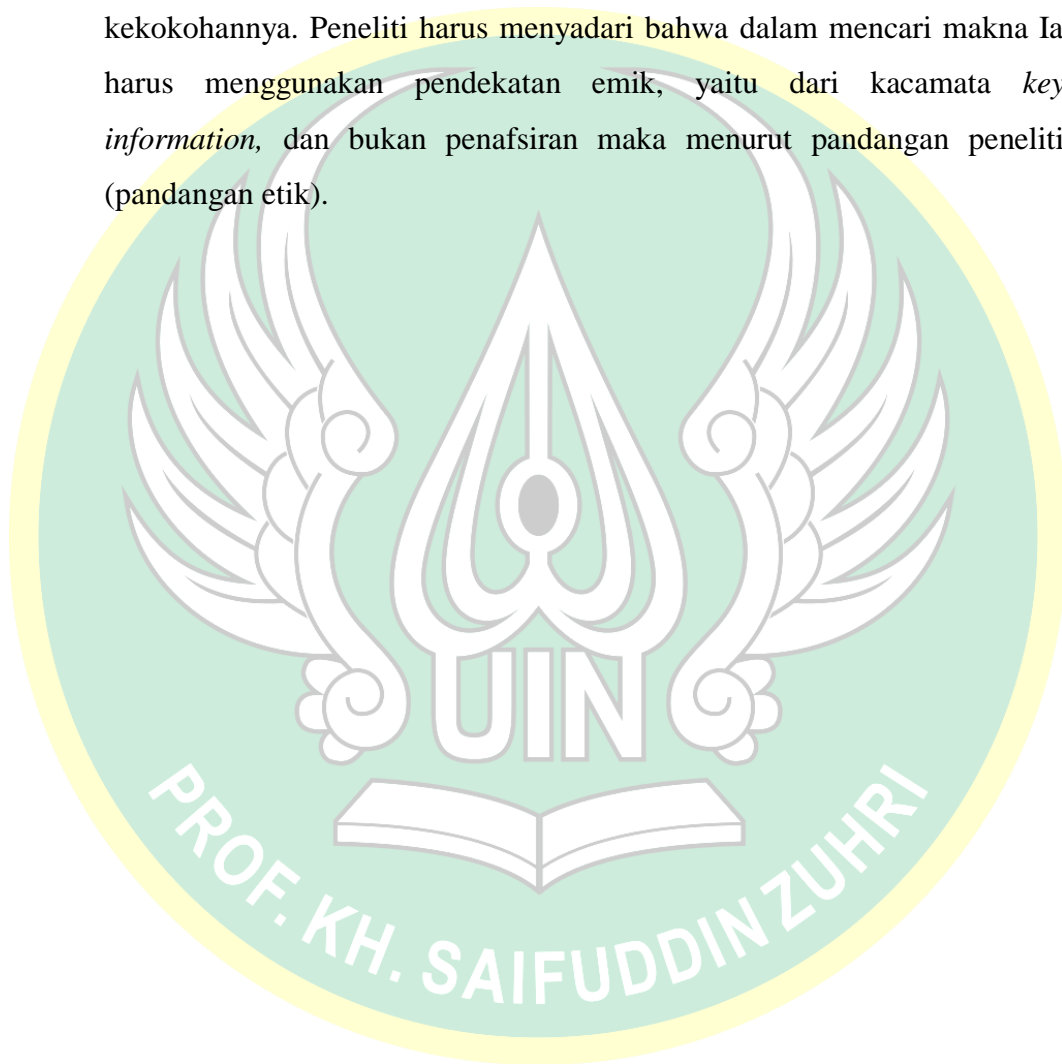 kekokohannya. Peneliti harus menyadari bahwa dalam mencari makna Ia
harus menggunakan pendekatan emik, yaitu dari kacamata key
information, dan bukan penafsiran maka menurut pandangan peneliti
(pandangan etik).
UIN
PROF. KH. SAIFUDDIN ZUHRI